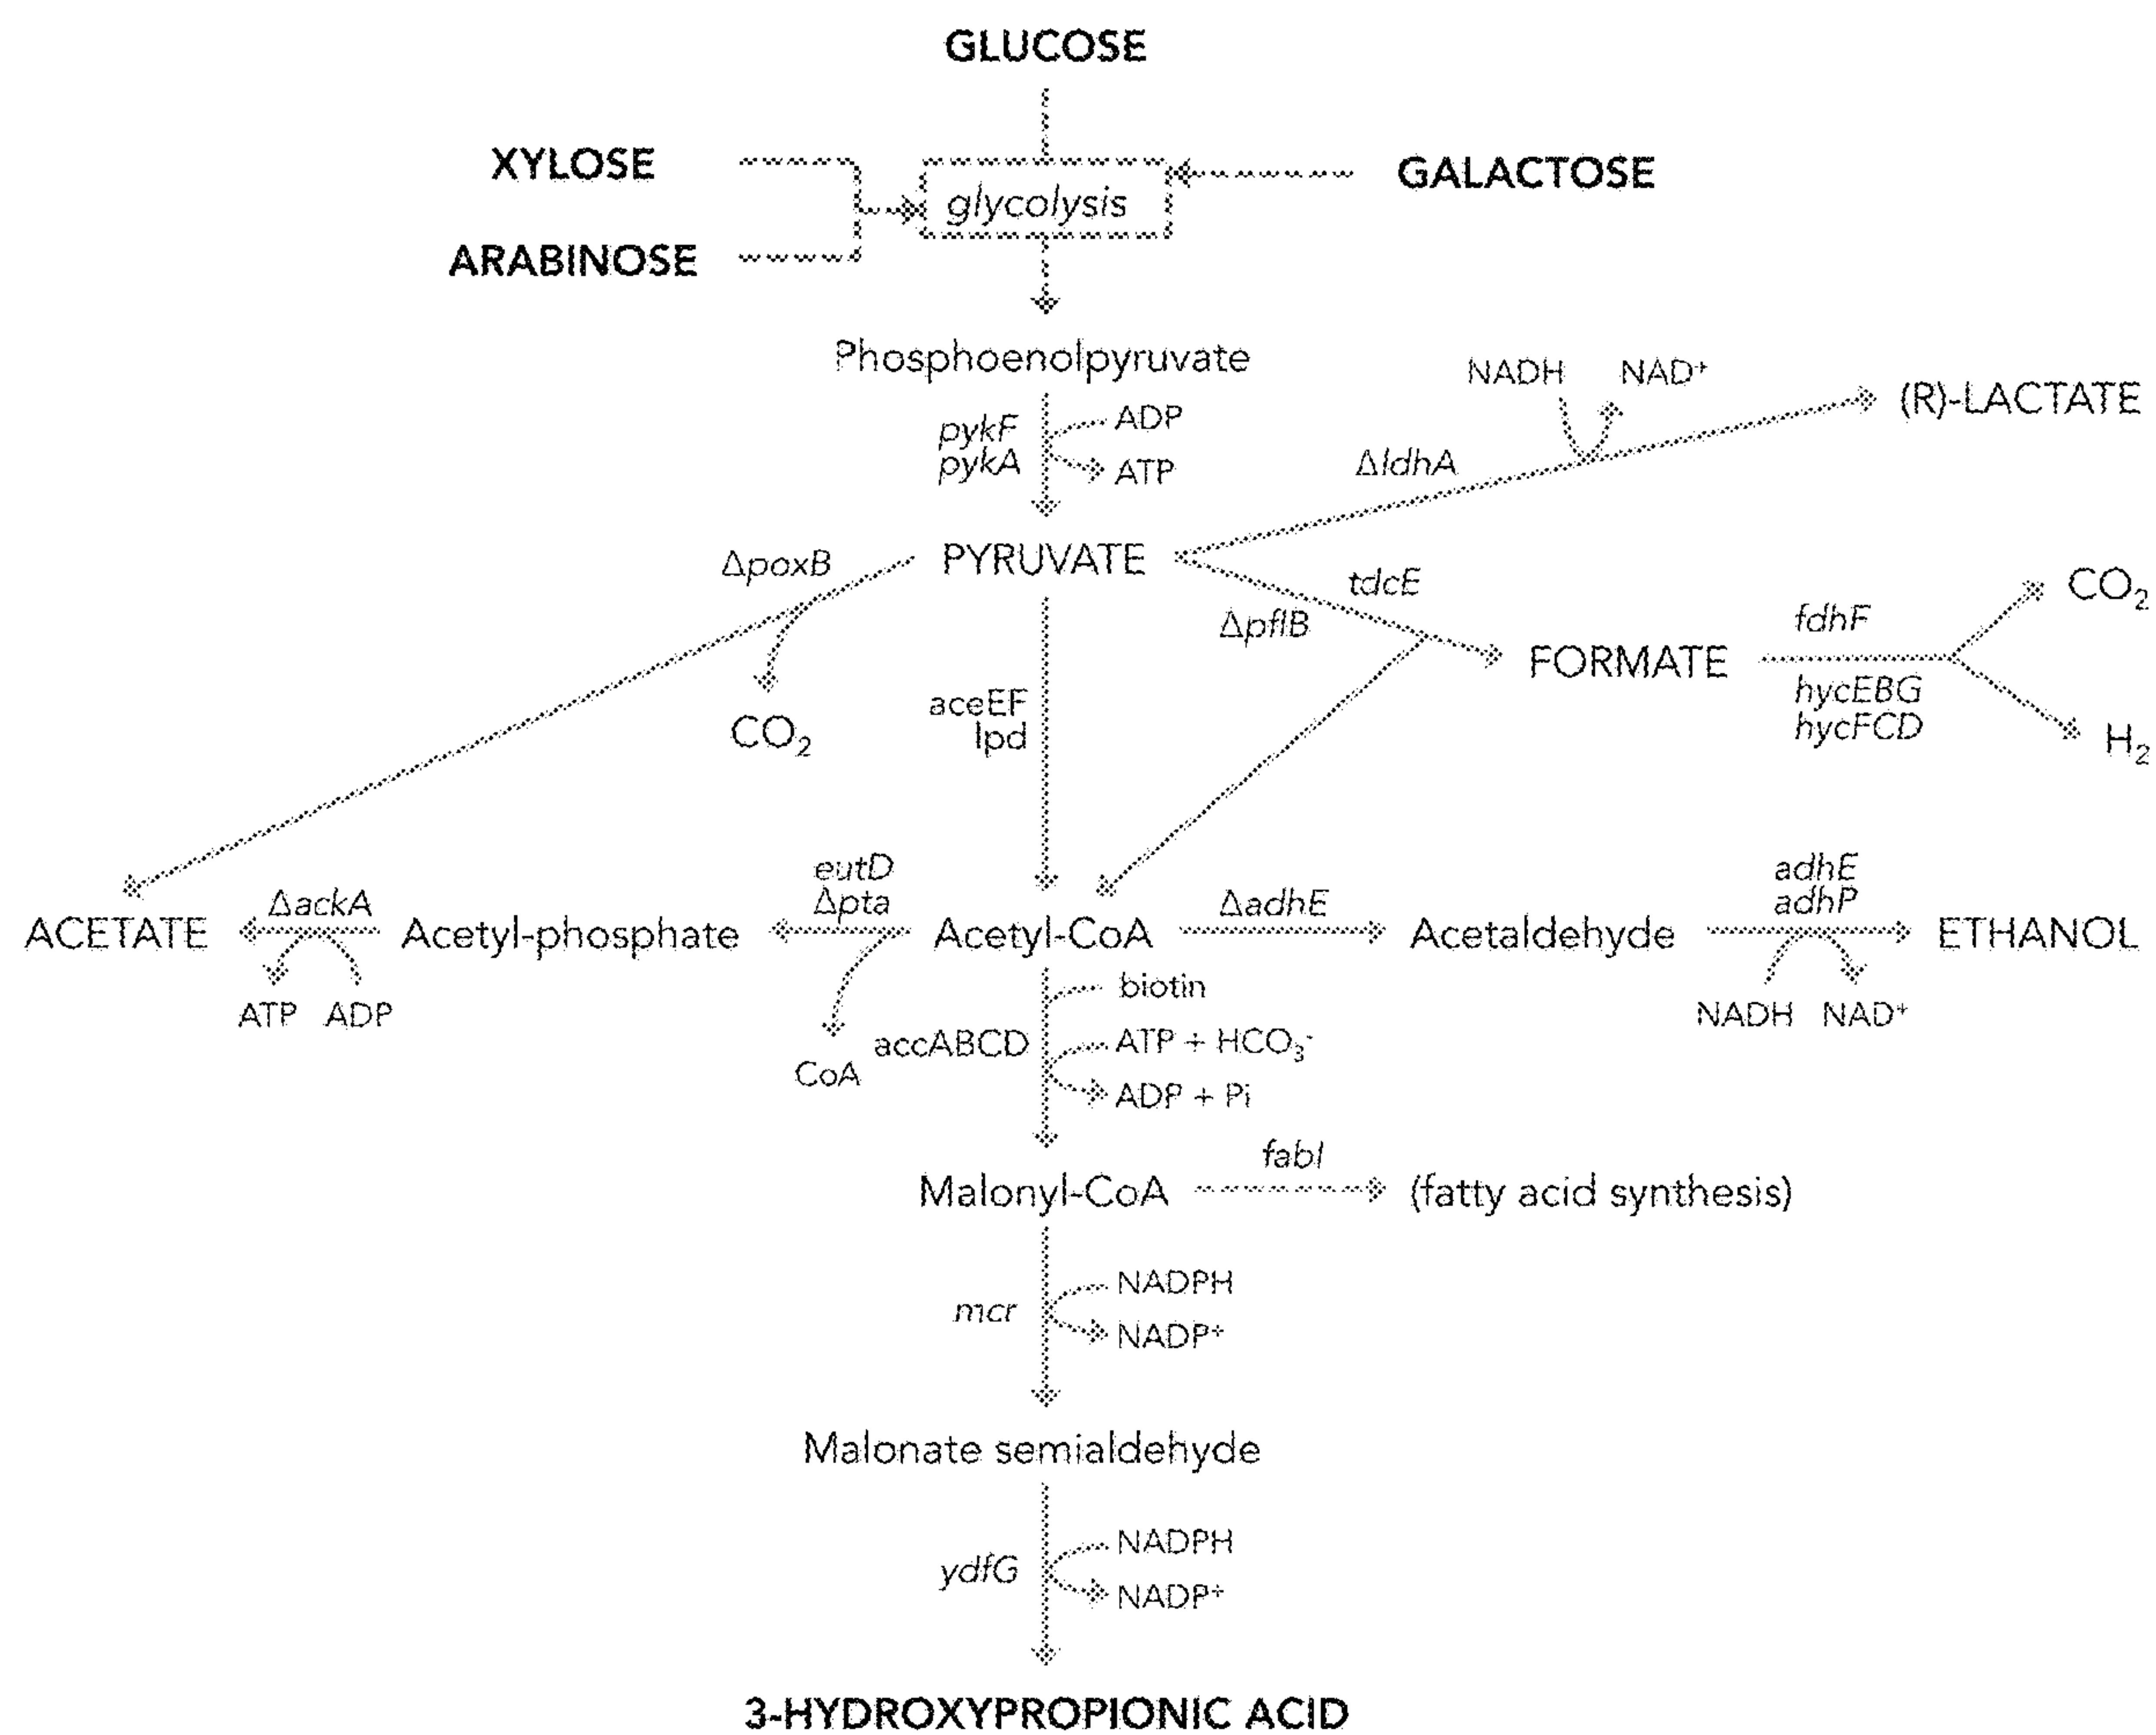 GLUCOSE
XYLOSE
GALACTOSE
glycolysis
ARABINOSE
Phosphoenolpyruvate
NADH NAD⁺
(R)-LACTATE
pykF
pykA
ADP
ATP
ΔldhA
PYRUVATE
ΔpoxB
tdcE
ΔpflB
CO₂
fdhF
FORMATE
hycEBG
hycFCD
H₂
aceEF
lpd
CO₂
eutD
Δpta
adhE
adhP
ACETATE
ΔackA
Acetyl-phosphate
Acetyl-CoA
ΔadhE
Acetaldehyde
ETHANOL
ATP ADP
NADH NAD⁺
biotin
accABCD
ATP + HCO₃⁻
CoA
ADP + Pi
fabI
Malonyl-CoA
(fatty acid synthesis)
mcr
NADPH
NADP⁺
Malonate semialdehyde
ydfG
NADPH
NADP⁺
3-HYDROXYPROPIONIC ACID